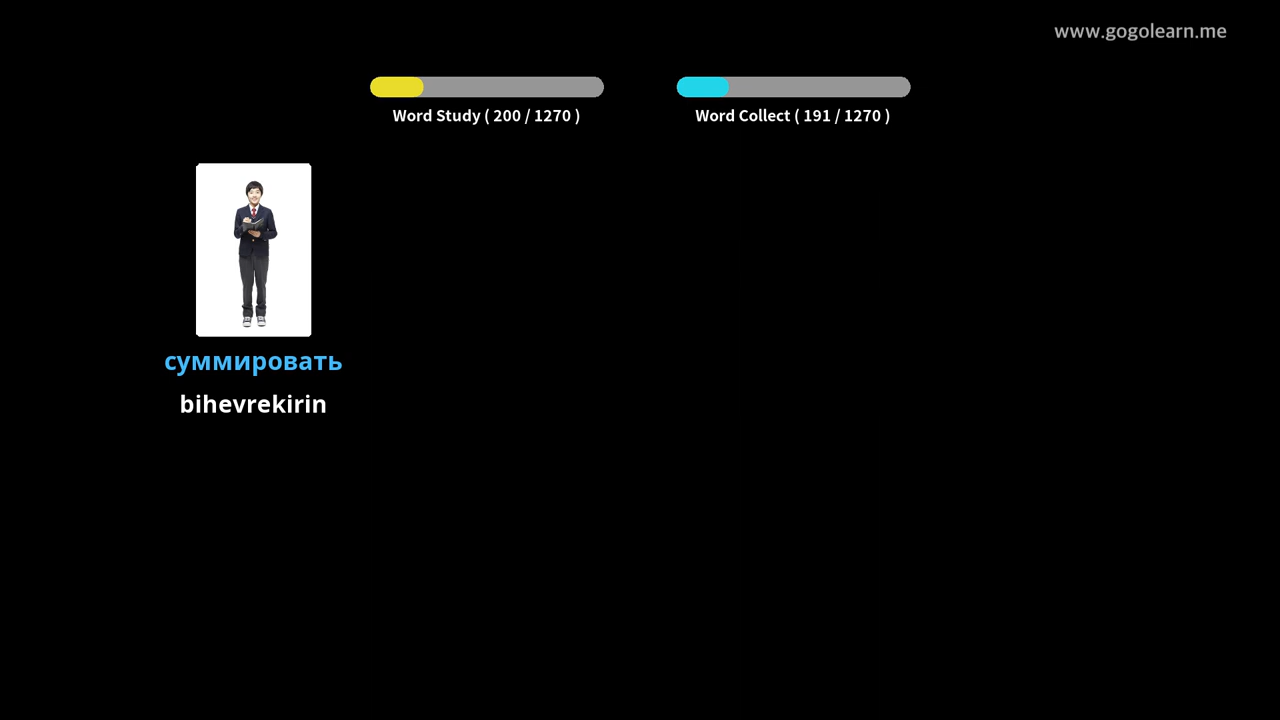 www.gogolearn.me
Word Study ( 200 / 1270 )
Word Collect ( 191 / 1270 )
суммировать
bihevrekirin